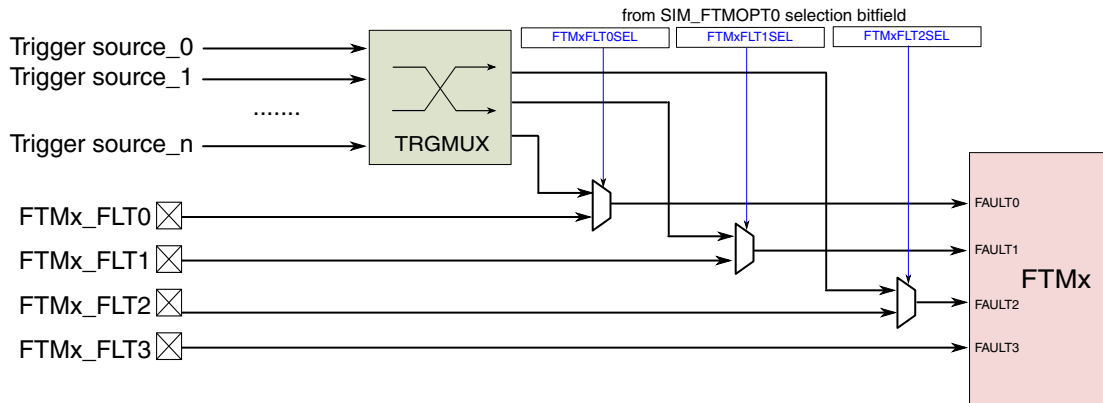 from SIM_FTMOPT0 selection bitfield
FTMxFLT0SEL
FTMxFLT1SEL
FTMxFLT2SEL
Trigger source_0
Trigger source_1
.......
Trigger source_n
TRGMUX
FTMx_FLT0
FTMx_FLT1
FTMx_FLT2
FTMx_FLT3
FAULT0
FAULT1
FTMx
FAULT2
FAULT3